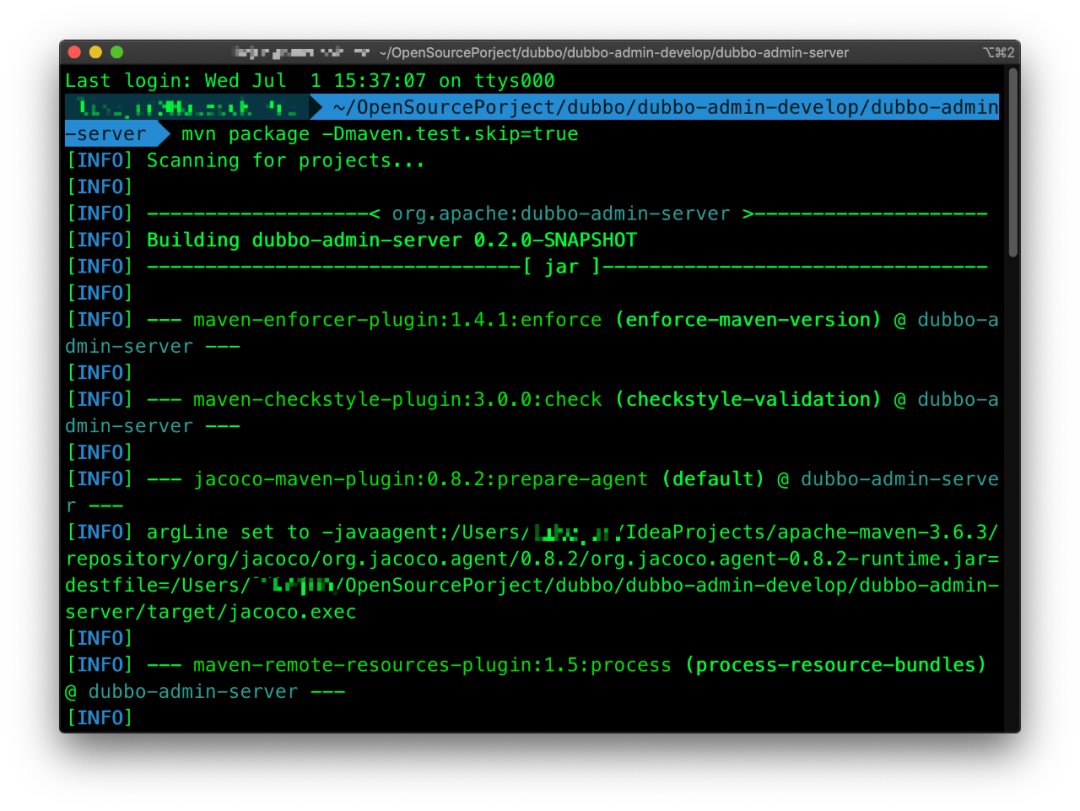 ~/OpenSourcePorject/dubbo/dubbo-admin-develop/dubbo-admin-server ⌥⌘2
Last login: Wed Jul  1 15:37:07 on ttys000
~/OpenSourcePorject/dubbo/dubbo-admin-develop/dubbo-admin
-server mvn package -Dmaven.test.skip=true
[INFO] Scanning for projects...
[INFO]
[INFO] -------------------< org.apache:dubbo-admin-server >--------------------
[INFO] Building dubbo-admin-server 0.2.0-SNAPSHOT
[INFO] --------------------------------[ jar ]---------------------------------
[INFO]
[INFO] --- maven-enforcer-plugin:1.4.1:enforce (enforce-maven-version) @ dubbo-a
dmin-server ---
[INFO]
[INFO] --- maven-checkstyle-plugin:3.0.0:check (checkstyle-validation) @ dubbo-a
dmin-server ---
[INFO]
[INFO] --- jacoco-maven-plugin:0.8.2:prepare-agent (default) @ dubbo-admin-serve
r ---
[INFO] argLine set to -javaagent:/Users/ /IdeaProjects/apache-maven-3.6.3/
repository/org/jacoco/org.jacoco.agent/0.8.2/org.jacoco.agent-0.8.2-runtime.jar=
destfile=/Users/ /OpenSourcePorject/dubbo/dubbo-admin-develop/dubbo-admin-
server/target/jacoco.exec
[INFO]
[INFO] --- maven-remote-resources-plugin:1.5:process (process-resource-bundles)
@ dubbo-admin-server ---
[INFO]